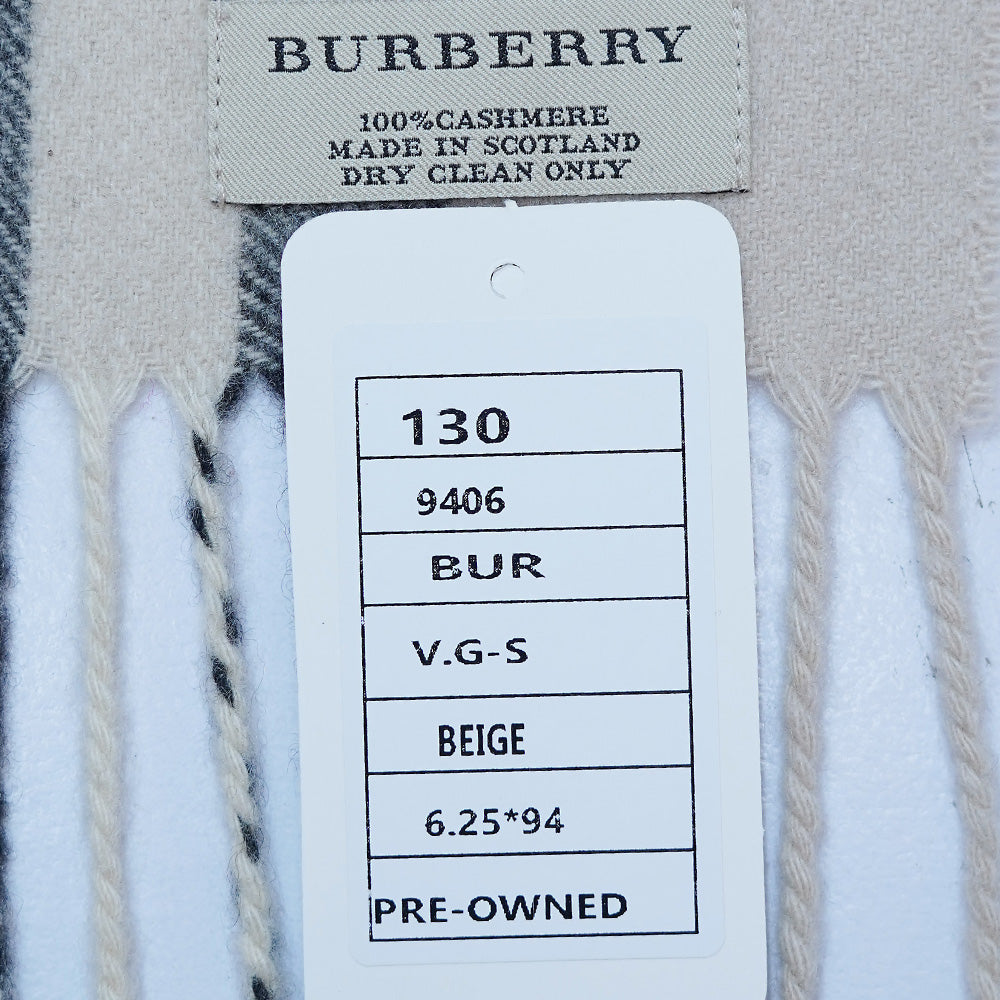 BURBERRY
100%CASHMERE
MADE IN SCOTLAND
DRY CLEAN ONLY
130
9406
BUR
V.G-S
BEIGE
6.25*94
PRE-OWNED